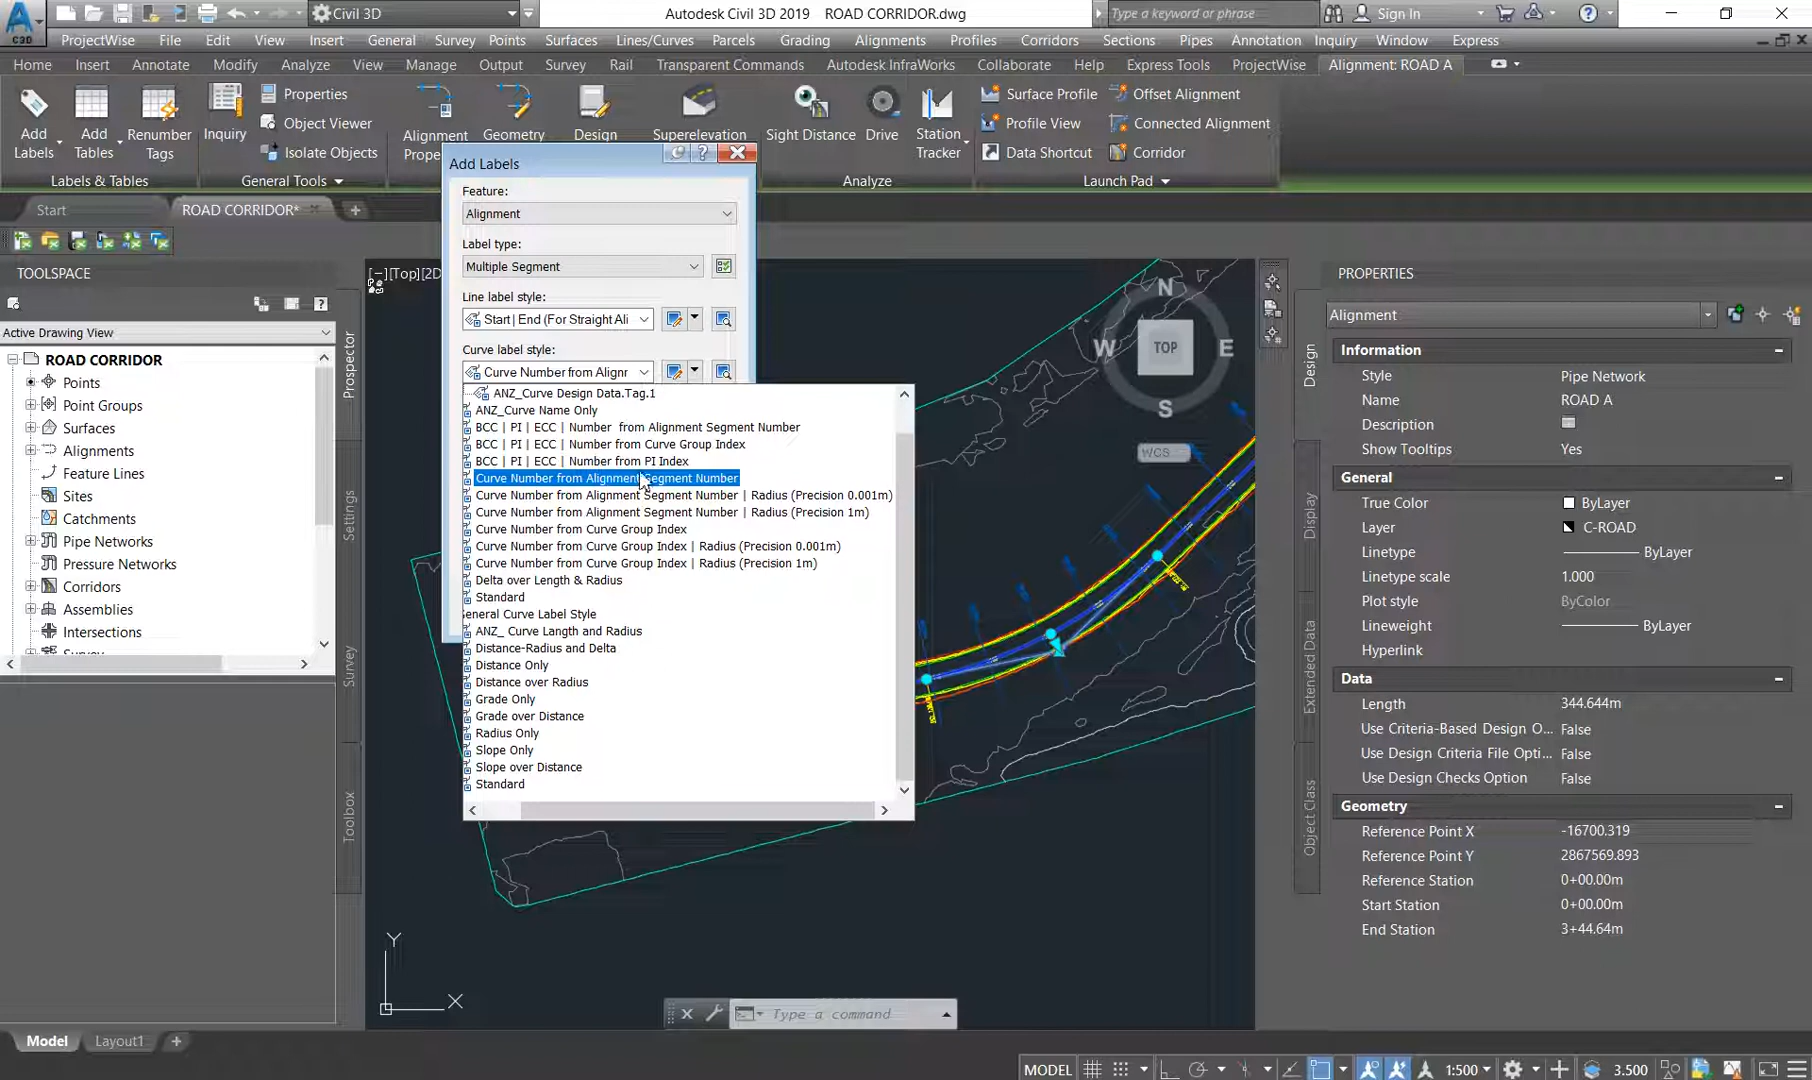 Civil 3D
Autodesk Civil 3D 2019 ROAD CORRIDOR.dwg
Type a keyword or phrase
Sign In
C3D
ProjectWise File Edit View Insert General Survey Points Surfaces Lines/Curves Parcels Grading Alignments Profiles Corridors Sections Pipes Annotation Inquiry Window Express
Home Insert Annotate Modify Analyze View Manage Output Survey Rail Transparent Commands Autodesk InfraWorks Collaborate Help Express Tools ProjectWise Alignment: ROAD A
Add Labels
Add Tables
Renumber Tags
Inquiry
Properties
Object Viewer
Isolate Objects
Alignment
Geometry
Design
Superelevation
Sight Distance
Drive
Station Tracker
Surface Profile
Profile View
Data Shortcut
Offset Alignment
Connected Alignment
Corridor
Labels & Tables
General Tools
Analyze
Launch Pad
Start
ROAD CORRIDOR*
TOOLSPACE
Active Drawing View
ROAD CORRIDOR
Points
Point Groups
Surfaces
Alignments
Feature Lines
Sites
Catchments
Pipe Networks
Pressure Networks
Corridors
Assemblies
Intersections
Prospector
Settings
Survey
Toolbox
[−][Top][2D
Add Labels
Feature:
Alignment
Label type:
Multiple Segment
Line label style:
Start | End (For Straight Ali
Curve label style:
Curve Number from Alignr
ANZ_Curve Design Data.Tag.1
ANZ_Curve Name Only
BCC | PI | ECC | Number from Alignment Segment Number
BCC | PI | ECC | Number from Curve Group Index
BCC | PI | ECC | Number from PI Index
Curve Number from Alignment Segment Number
Curve Number from Alignment Segment Number | Radius (Precision 0.001m)
Curve Number from Alignment Segment Number | Radius (Precision 1m)
Curve Number from Curve Group Index
Curve Number from Curve Group Index | Radius (Precision 0.001m)
Curve Number from Curve Group Index | Radius (Precision 1m)
Delta over Length & Radius
Standard
General Curve Label Style
ANZ_ Curve Length and Radius
Distance-Radius and Delta
Distance Only
Distance over Radius
Grade Only
Grade over Distance
Radius Only
Slope Only
Slope over Distance
Standard
N
W TOP E
S
WCS
Y
X
Type a command
PROPERTIES
Alignment
Information
Style Pipe Network
Name ROAD A
Description
Show Tooltips Yes
General
True Color ByLayer
Layer C-ROAD
Linetype ByLayer
Linetype scale 1.000
Plot style ByColor
Lineweight ByLayer
Hyperlink
Data
Length 344.644m
Use Criteria-Based Design O... False
Use Design Criteria File Opti... False
Use Design Checks Option False
Geometry
Reference Point X -16700.319
Reference Point Y 2867569.893
Reference Station 0+00.00m
Start Station 0+00.00m
End Station 3+44.64m
Design
Display
Extended Data
Object Class
Model Layout1
MODEL 1:500 3.500